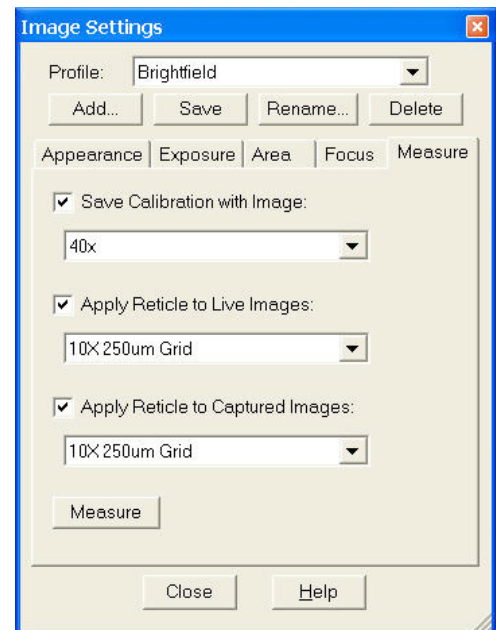 Image Settings
Profile: Brightfield
Add... Save Rename... Delete
Appearance Exposure Area Focus Measure
Save Calibration with Image:
40x
Apply Reticle to Live Images:
10X 250um Grid
Apply Reticle to Captured Images:
10X 250um Grid
Measure
Close Help